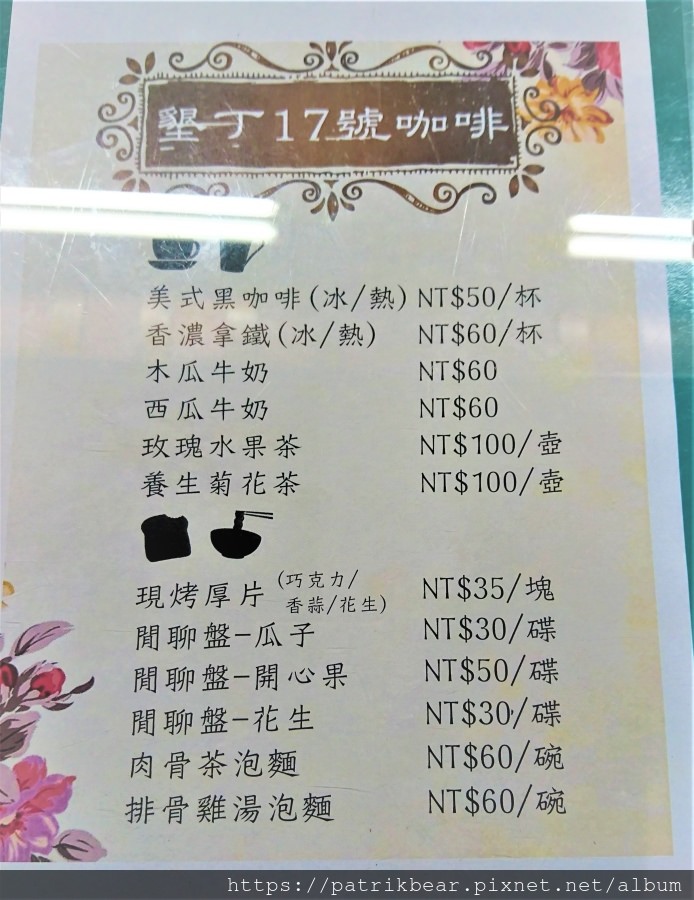 墾丁17號咖啡
美式黑咖啡(冰/熱) NT$50/杯
香濃拿鐵(冰/熱) NT$60/杯
木瓜牛奶 NT$60
西瓜牛奶 NT$60
玫瑰水果茶 NT$100/壺
養生菊花茶 NT$100/壺
現烤厚片(巧克力/香蒜/花生) NT$35/塊
閒聊盤-瓜子 NT$30/碟
閒聊盤-開心果 NT$50/碟
閒聊盤-花生 NT$30/碟
肉骨茶泡麵 NT$60/碗
排骨雞湯泡麵 NT$60/碗
https://patrikbear.pixnet.net/album